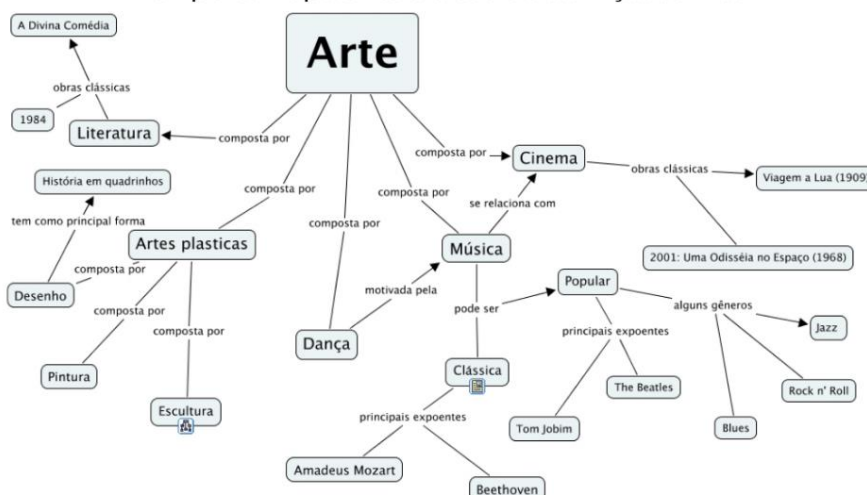 Arte
A Divina Comédia
obras clássicas
1984
Literatura
composta por
composta por
Cinema
obras clássicas
Viagem a Lua (1909)
História em quadrinhos
composta por
composta por
se relaciona com
tem como principal forma
composta por
Artes plasticas
Música
2001: Uma Odisséia no Espaço (1968)
composta por
Desenho
motivada pela
Popular
composta por
pode ser
alguns gêneros
composta por
principais expoentes
Jazz
Dança
Pintura
Clássica
The Beatles
Rock n' Roll
Escultura
principais expoentes
Tom Jobim
Blues
Amadeus Mozart
Beethoven